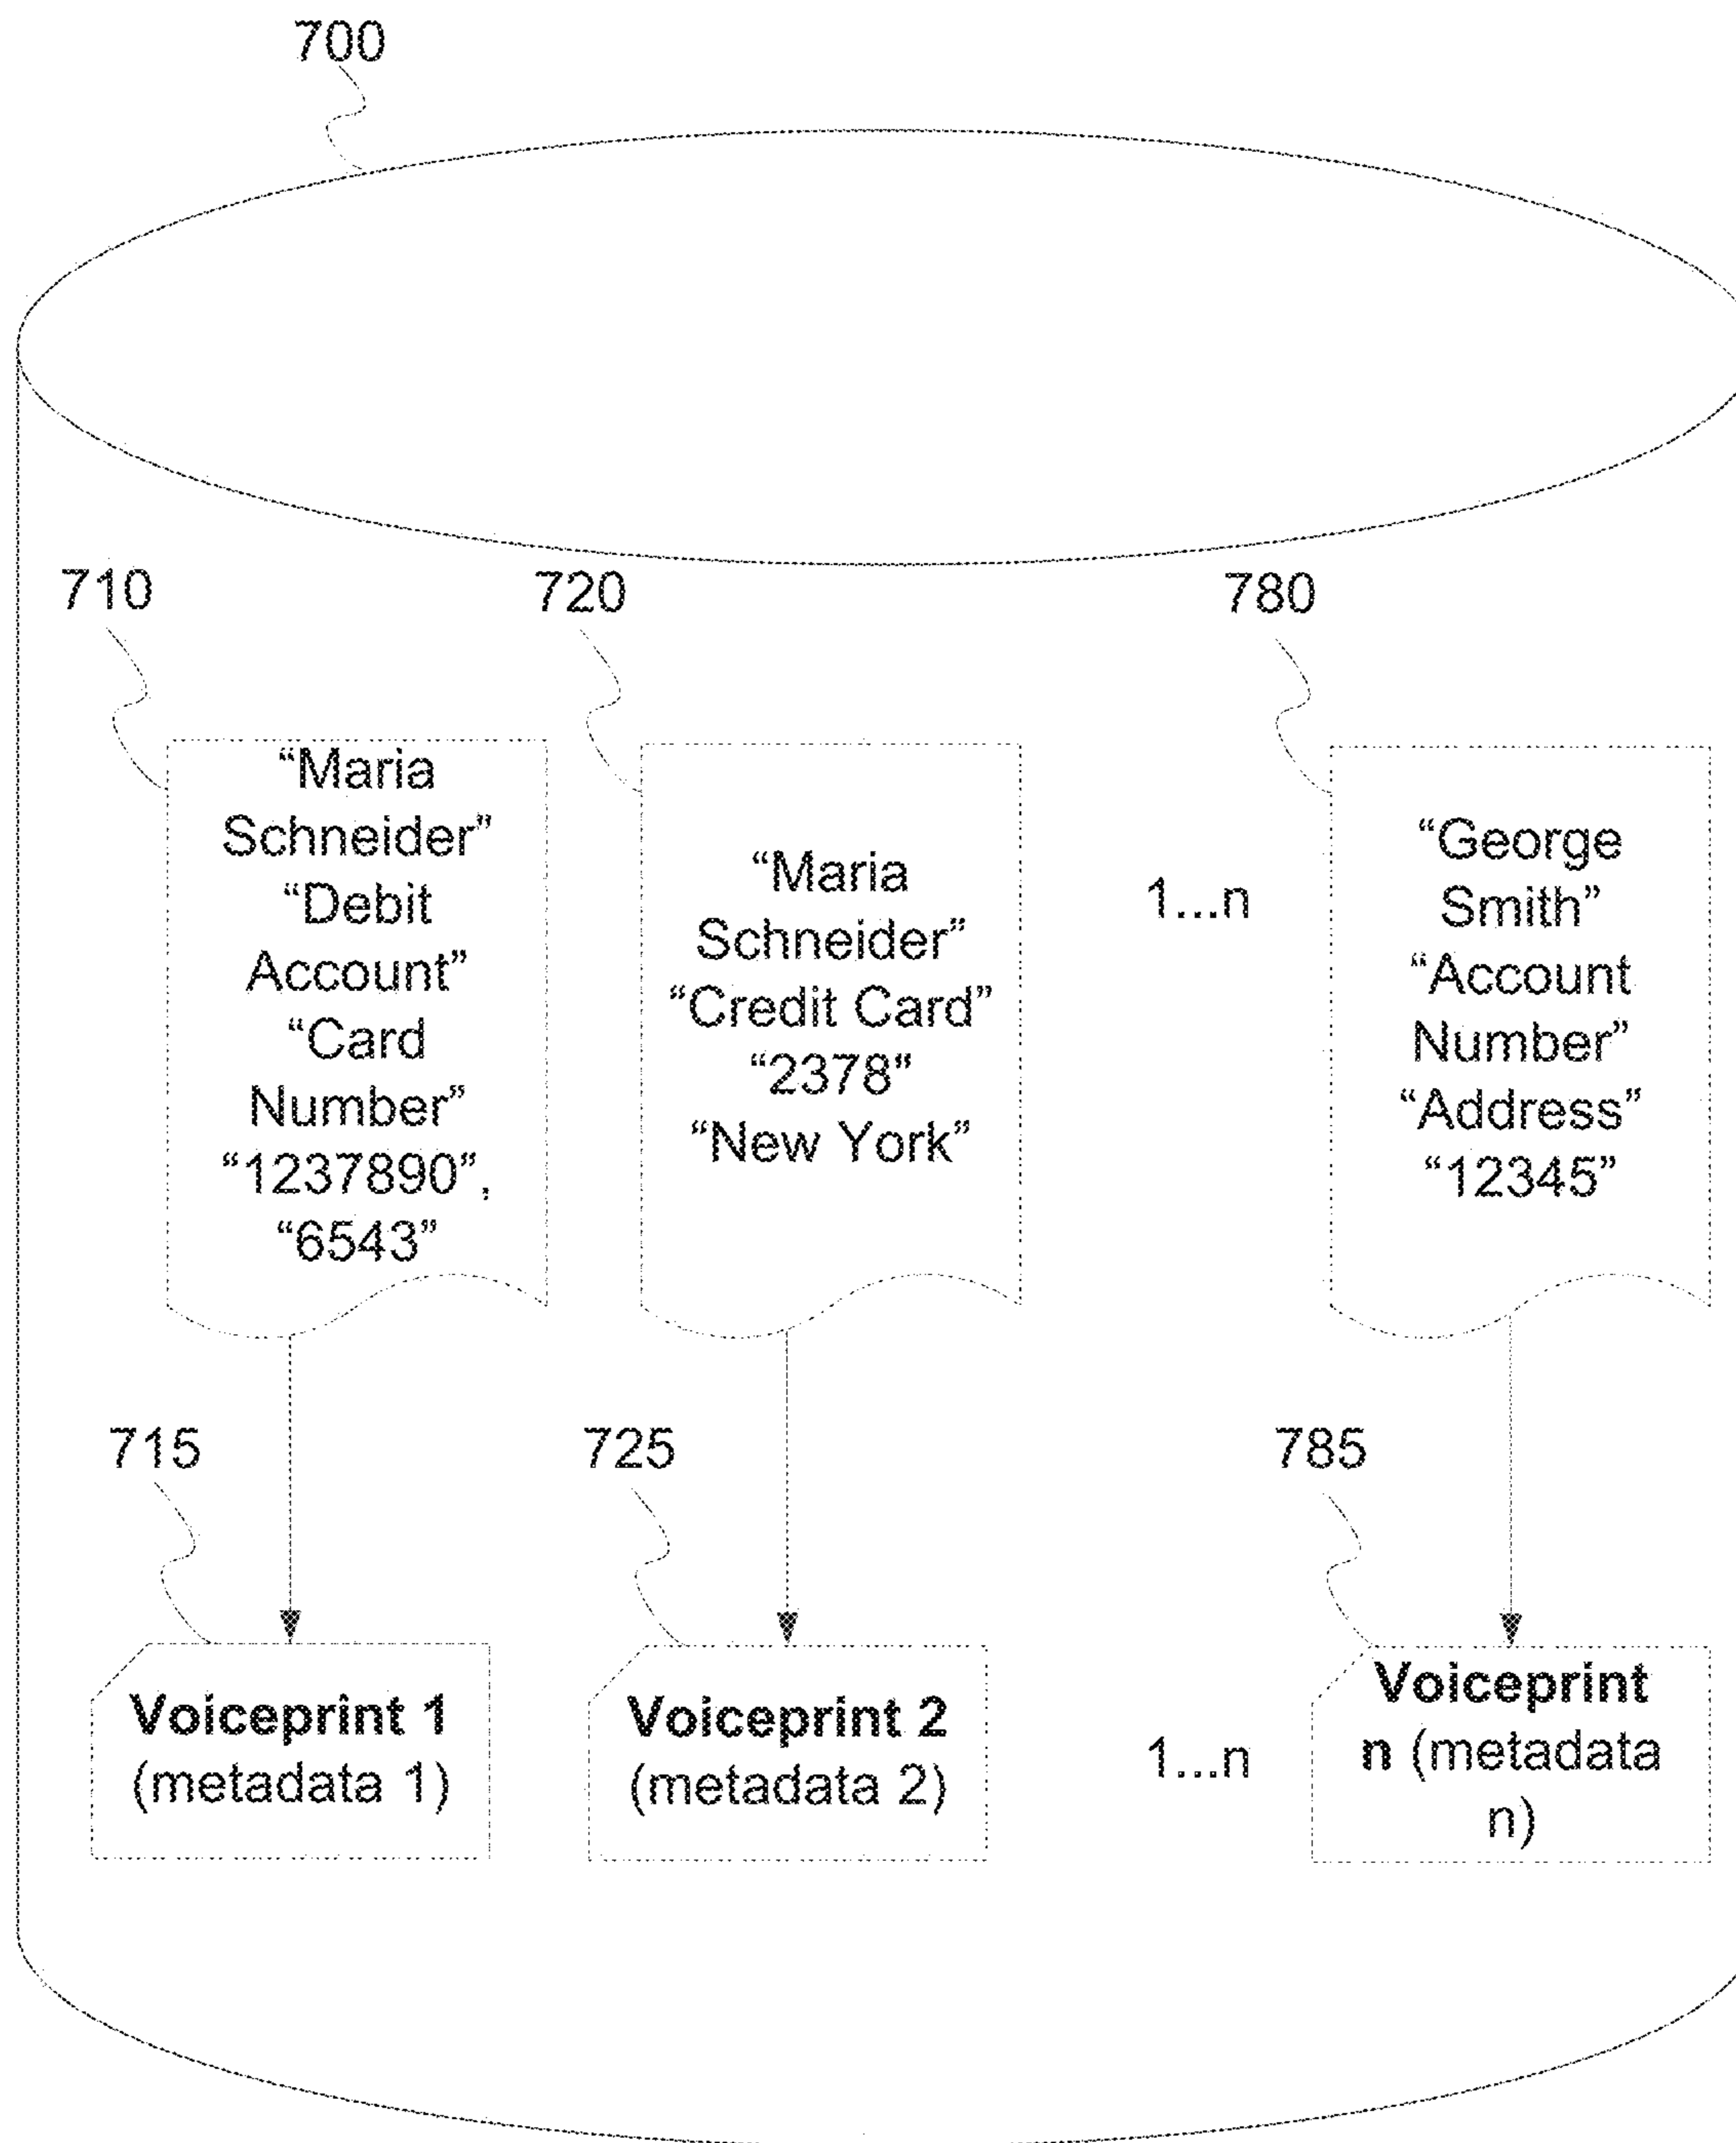 700
710
720
780
“Maria
Schneider”
“Debit
Account”
“Card
Number”
“1237890”,
“6543”
“Maria
Schneider”
“Credit Card”
“2378”
“New York”
1...n
“George
Smith”
“Account
Number”
“Address”
“12345”
715
725
785
Voiceprint 1
(metadata 1)
Voiceprint 2
(metadata 2)
1...n
Voiceprint
n (metadata
n)